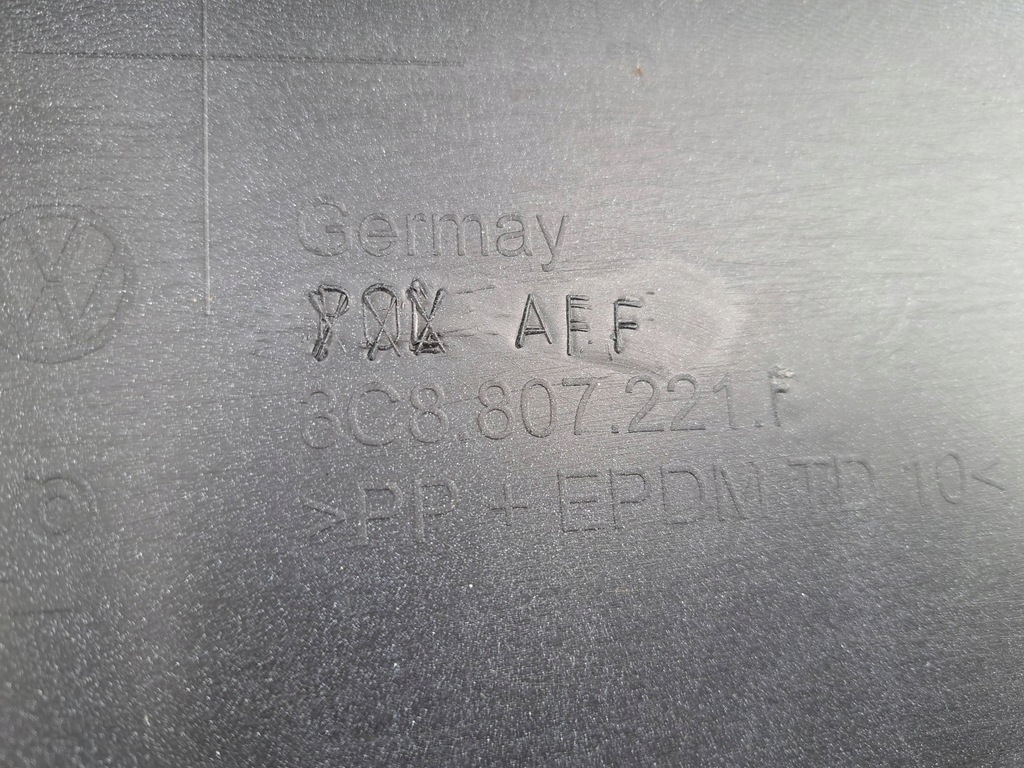 Germay
AFF
3C8.807.221.F
>PP + EPDM TD 10<